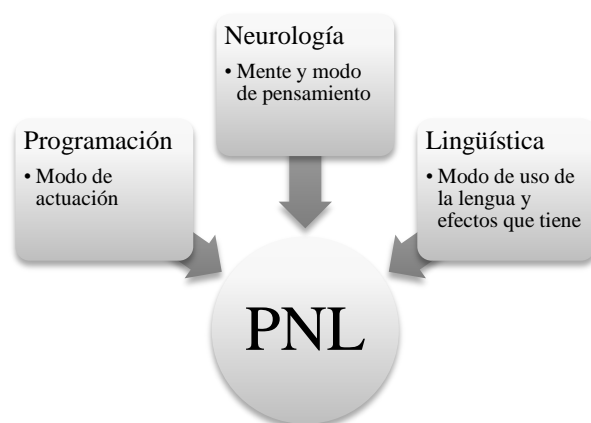 Neurología
• Mente y modo
de pensamiento
Programación
• Modo de
actuación
Lingüística
• Modo de uso de
la lengua y
efectos que tiene
PNL